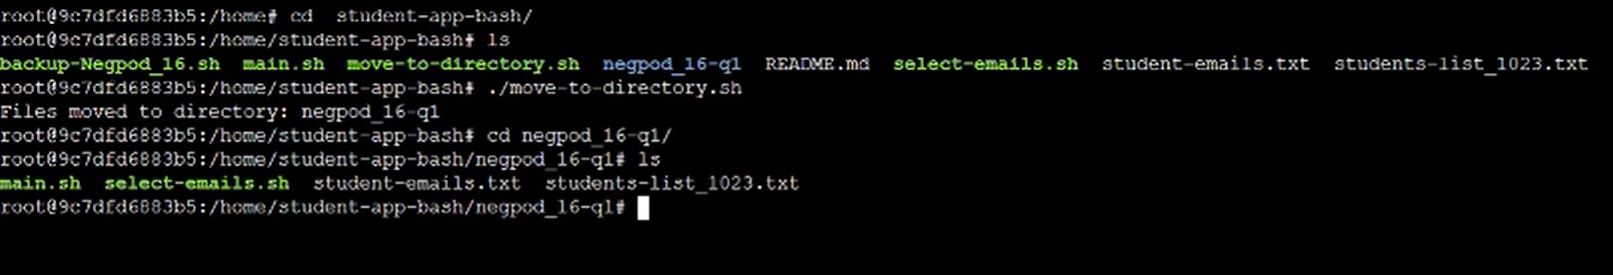 root@9c7dfd6883b5:/home# cd  student-app-bash/
root@9c7dfd6883b5:/home/student-app-bash# ls
backup-Negpod_16.sh  main.sh  move-to-directory.sh  negpod_16-q1  README.md  select-emails.sh  student-emails.txt  students-list_1023.txt
root@9c7dfd6883b5:/home/student-app-bash# ./move-to-directory.sh
Files moved to directory: negpod_16-q1
root@9c7dfd6883b5:/home/student-app-bash# cd negpod_16-q1/
root@9c7dfd6883b5:/home/student-app-bash/negpod_16-q1# ls
main.sh  select-emails.sh  student-emails.txt  students-list_1023.txt
root@9c7dfd6883b5:/home/student-app-bash/negpod_16-q1#